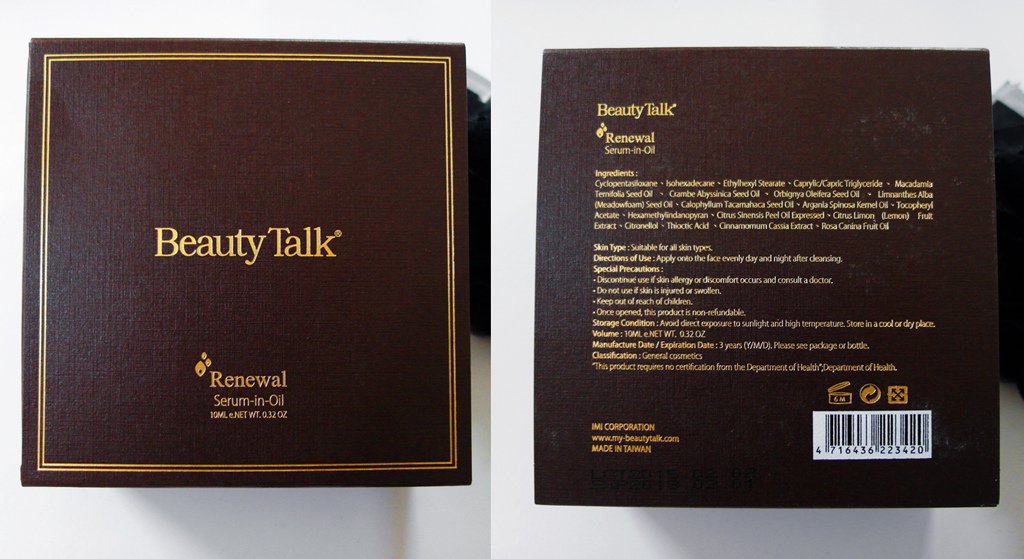 Beauty Talk®
Renewal
Serum-in-Oil
10ML e.NET WT. 0.32 OZ
Beauty Talk®
Renewal
Serum-in-Oil
Ingredients :
Cyclopentasiloxane、Isohexadecane、Ethylhexyl Stearate、Caprylic/Capric Triglyceride、Macadamia
Ternifolia Seed Oil、Crambe Abyssinica Seed Oil、Orbignya Oleifera Seed Oil、Limnanthes Alba
(Meadowfoam) Seed Oil、Calophyllum Tacamahaca Seed Oil、Argania Spinosa Kernel Oil、Tocopheryl
Acetate、Hexamethylindanopyran、Citrus Sinensis Peel Oil Expressed、Citrus Limon (Lemon) Fruit
Extract、Citronellol、Thioctic Acid、Cinnamomum Cassia Extract、Rosa Canina Fruit Oil
Skin Type : Suitable for all skin types.
Directions of Use : Apply onto the face evenly day and night after cleansing.
Special Precautions :
• Discontinue use if skin allergy or discomfort occurs and consult a doctor.
• Do not use if skin is injured or swollen.
• Keep out of reach of children.
• Once opened, this product is non-refundable.
Storage Condition : Avoid direct exposure to sunlight and high temperature. Store in a cool or dry place.
Volume : 10ML e.NET WT. 0.32 OZ
Manufacture Date / Expiration Date : 3 years (Y/M/D). Please see package or bottle.
Classification : General cosmetics
"This product requires no certification from the Department of Health",Department of Health.
6M
IMI CORPORATION
www.my-beautytalk.com
MADE IN TAIWAN
4 716436 223420